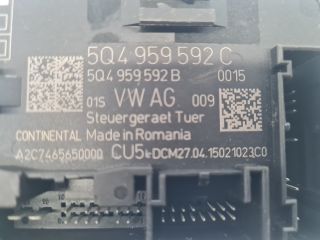 5Q4 959 592 C
5Q4 959 592 B 0015
01S VW AG 009
Steuergeraet Tuer
CONTINENTAL Made in Romania
A2C7465650000 CU5 DCM27.04.15021023C0